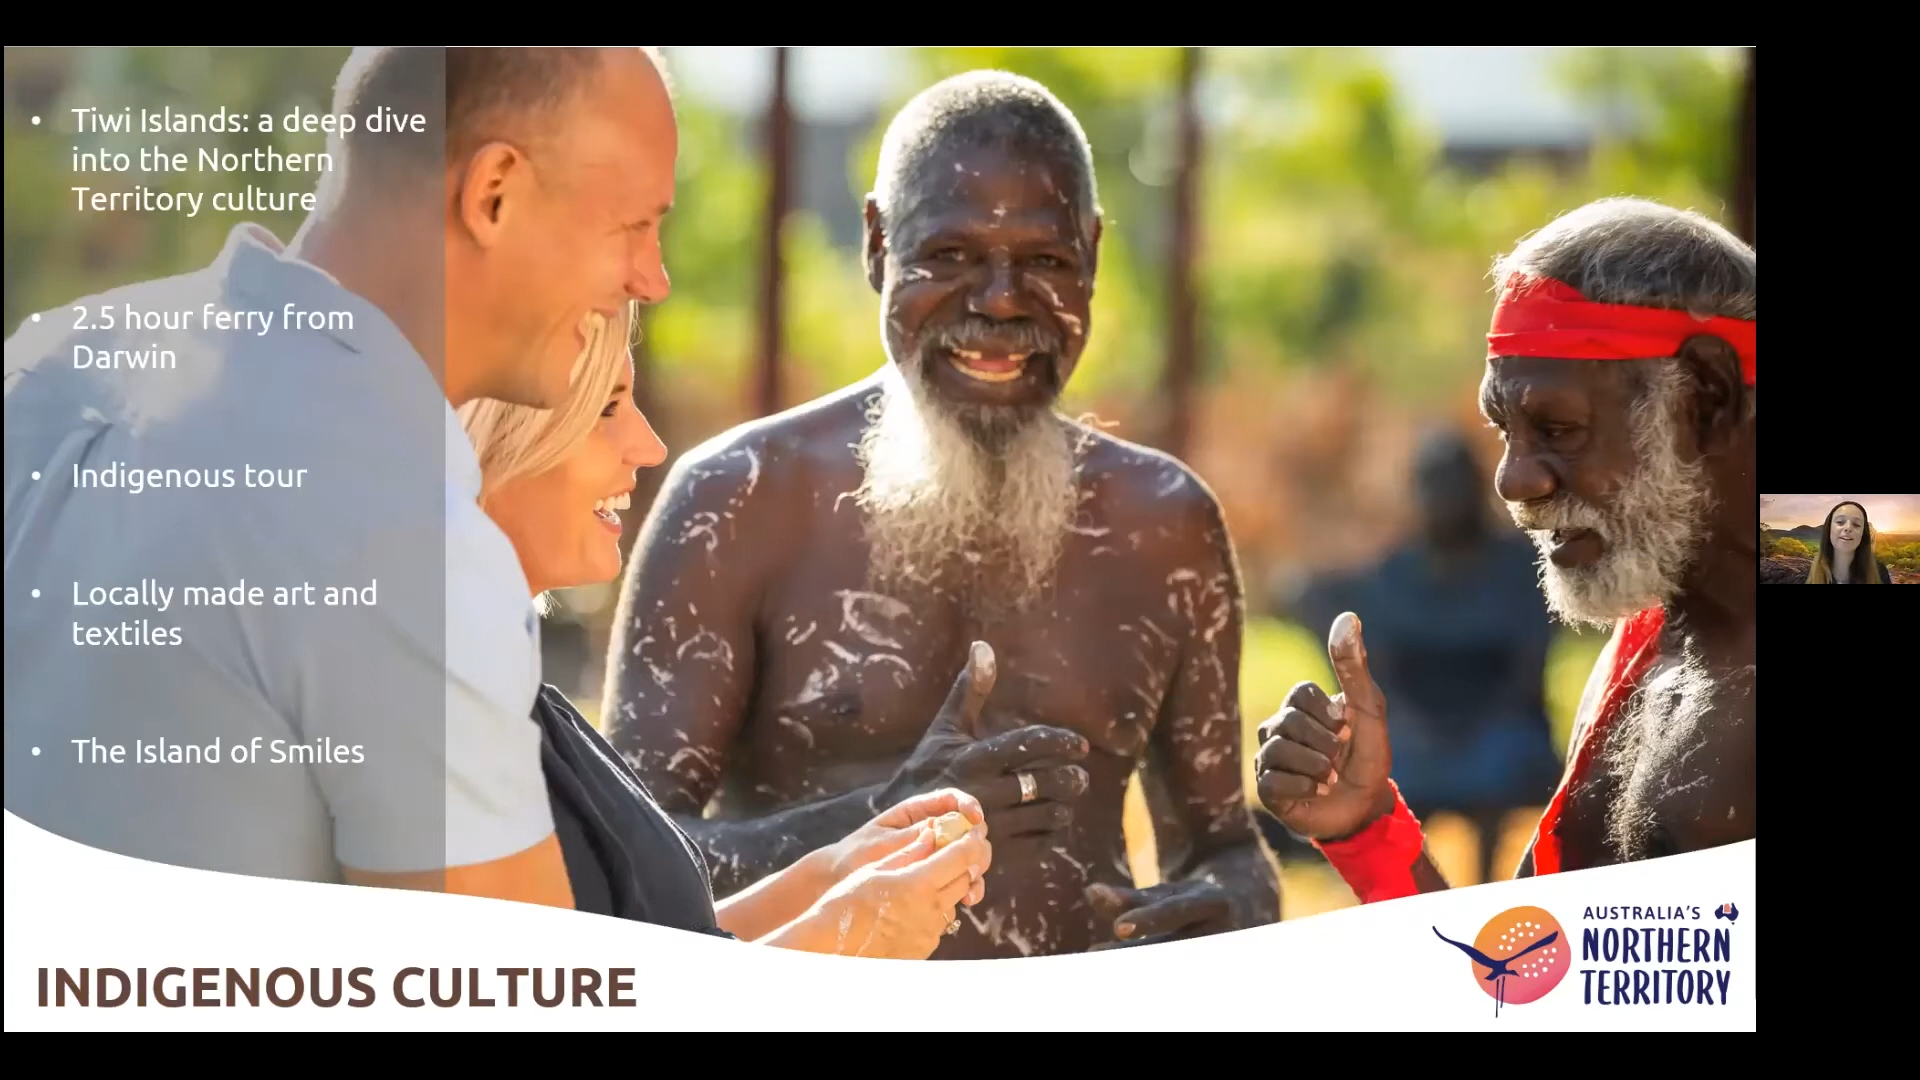 • Tiwi Islands: a deep dive
into the Northern
Territory culture
• 2.5 hour ferry from
Darwin
• Indigenous tour
• Locally made art and
textiles
• The Island of Smiles
INDIGENOUS CULTURE
AUSTRALIA'S
NORTHERN
TERRITORY